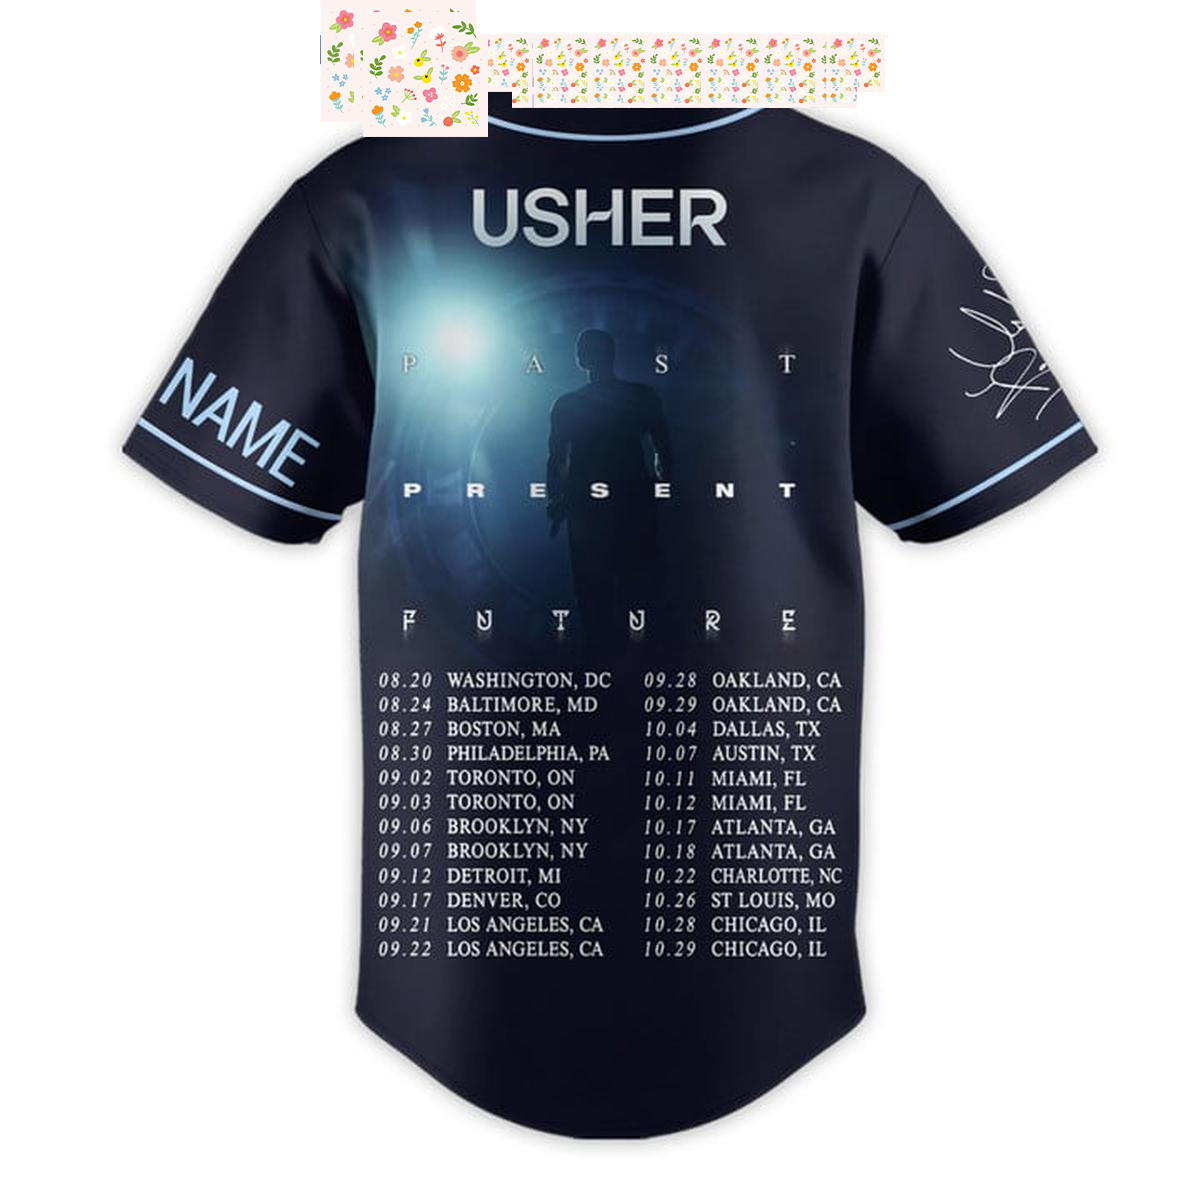 USHER
PAST
NAME
PRESENT
FUTURE
08.20 WASHINGTON, DC
08.24 BALTIMORE, MD
08.27 BOSTON, MA
08.30 PHILADELPHIA, PA
09.02 TORONTO, ON
09.03 TORONTO, ON
09.06 BROOKLYN, NY
09.07 BROOKLYN, NY
09.12 DETROIT, MI
09.17 DENVER, CO
09.21 LOS ANGELES, CA
09.22 LOS ANGELES, CA
09.28 OAKLAND, CA
09.29 OAKLAND, CA
10.04 DALLAS, TX
10.07 AUSTIN, TX
10.11 MIAMI, FL
10.12 MIAMI, FL
10.17 ATLANTA, GA
10.18 ATLANTA, GA
10.22 CHARLOTTE, NC
10.26 ST LOUIS, MO
10.28 CHICAGO, IL
10.29 CHICAGO, IL